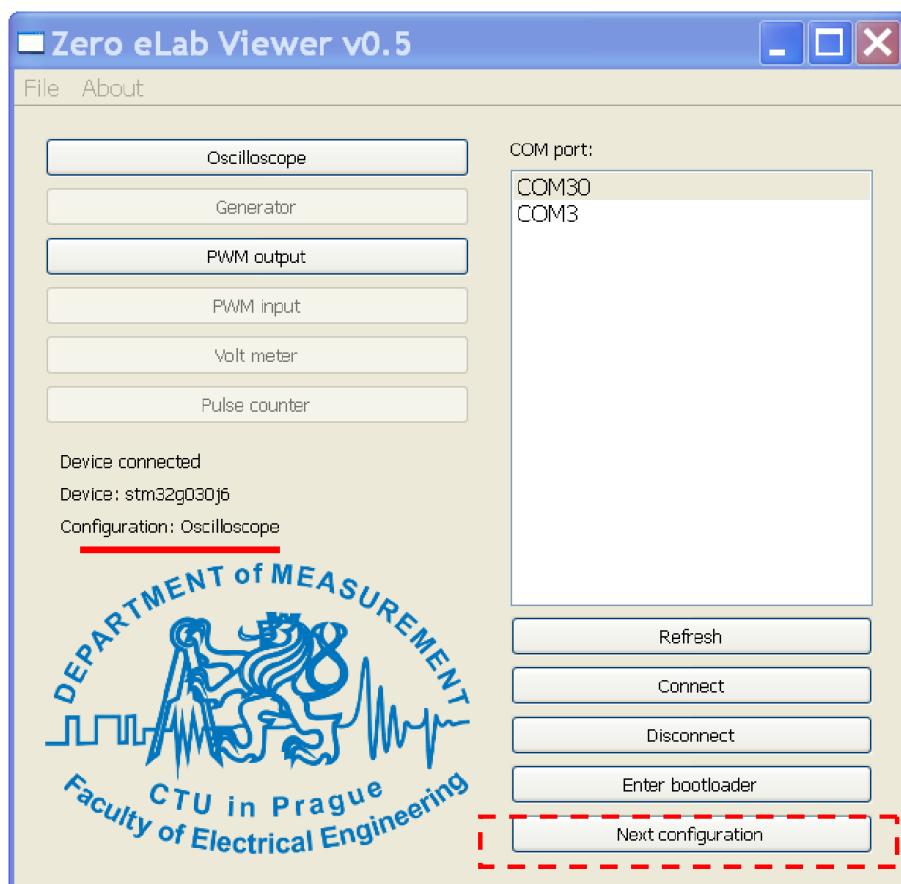 Zero eLab Viewer v0.5
File About
Oscilloscope
Generator
PWM output
PWM input
Volt meter
Pulse counter
Device connected
Device: stm32g030j6
Configuration: Oscilloscope
DEPARTMENT of MEASUREMENT
CTU in Prague
Faculty of Electrical Engineering
COM port:
COM30
COM3
Refresh
Connect
Disconnect
Enter bootloader
Next configuration